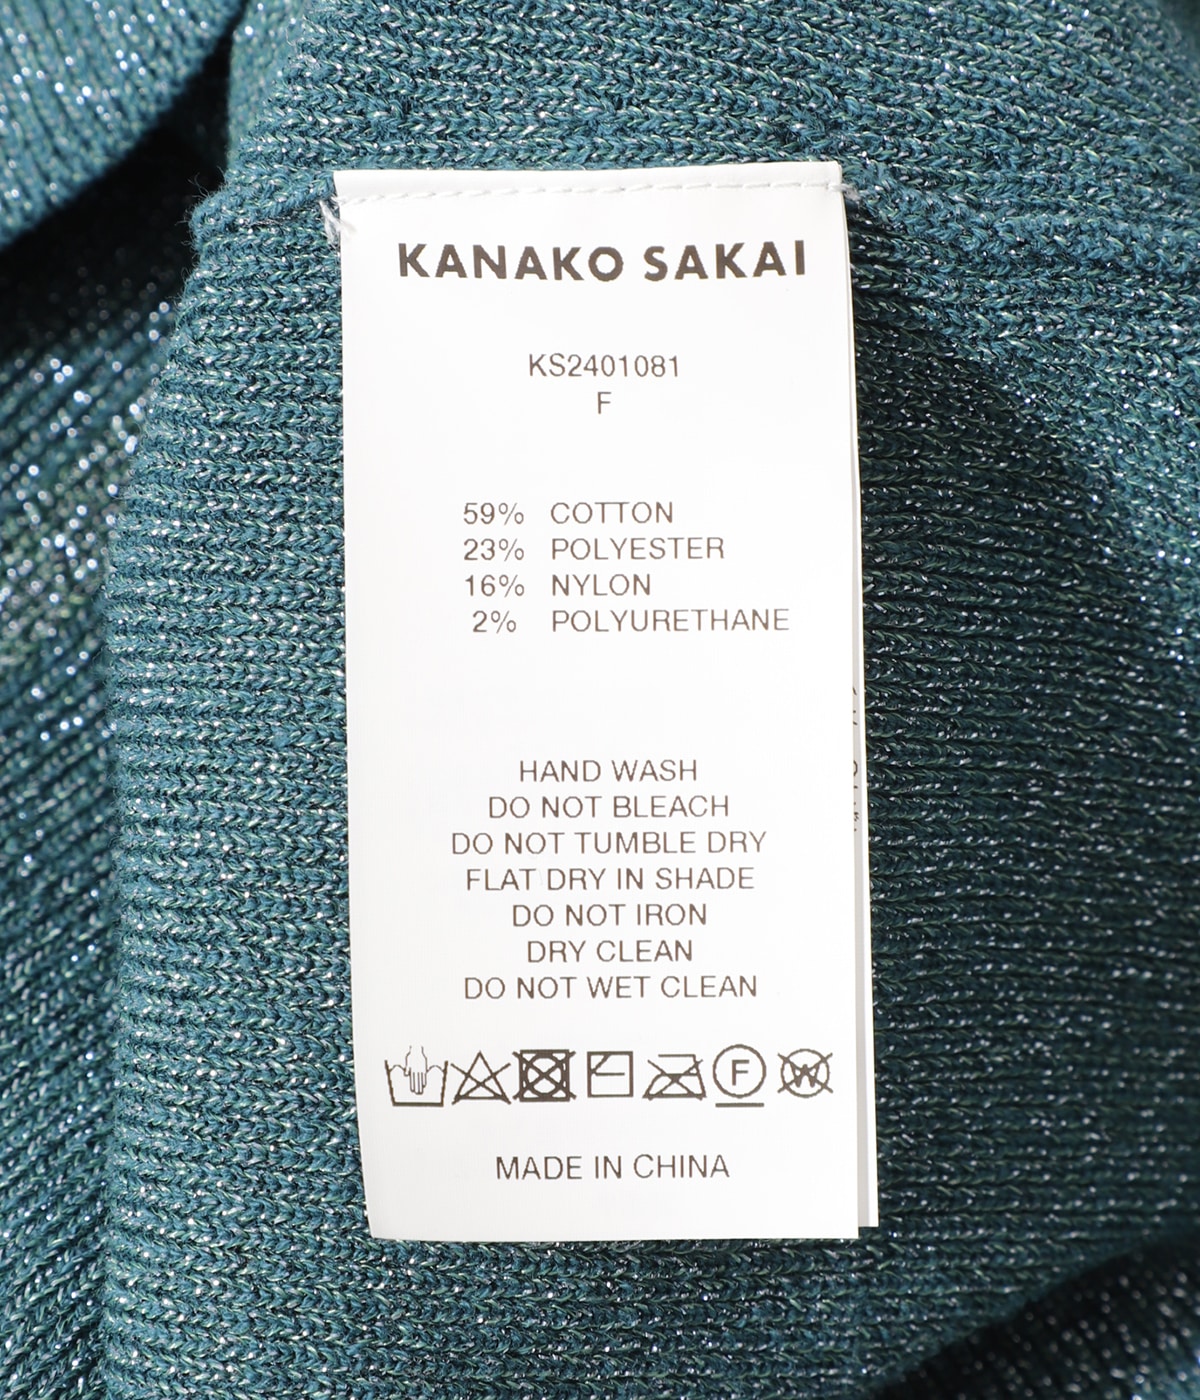 KANAKO SAKAI
KS2401081
F
59% COTTON
23% POLYESTER
16% NYLON
2% POLYURETHANE
HAND WASH
DO NOT BLEACH
DO NOT TUMBLE DRY
FLAT DRY IN SHADE
DO NOT IRON
DRY CLEAN
DO NOT WET CLEAN
F W
MADE IN CHINA